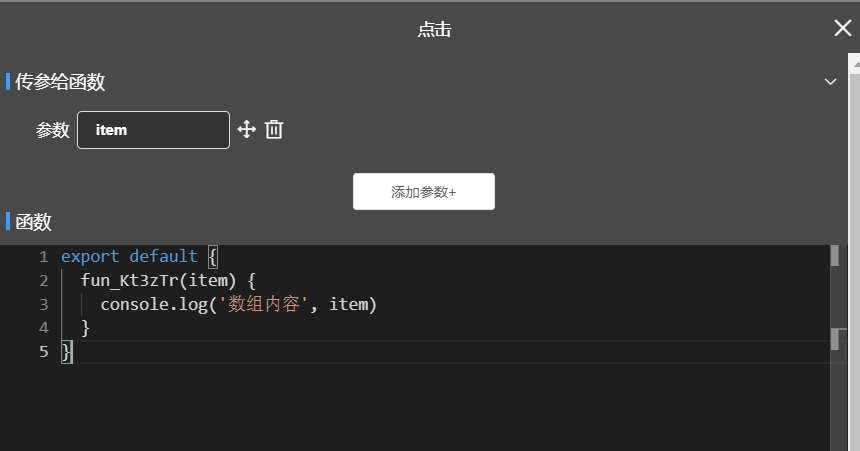 点击
传参给函数
参数 item
添加参数+
函数
1 export default {
2 fun_Kt3zTr(item) {
3 console.log('数组内容', item)
4 }
5 }